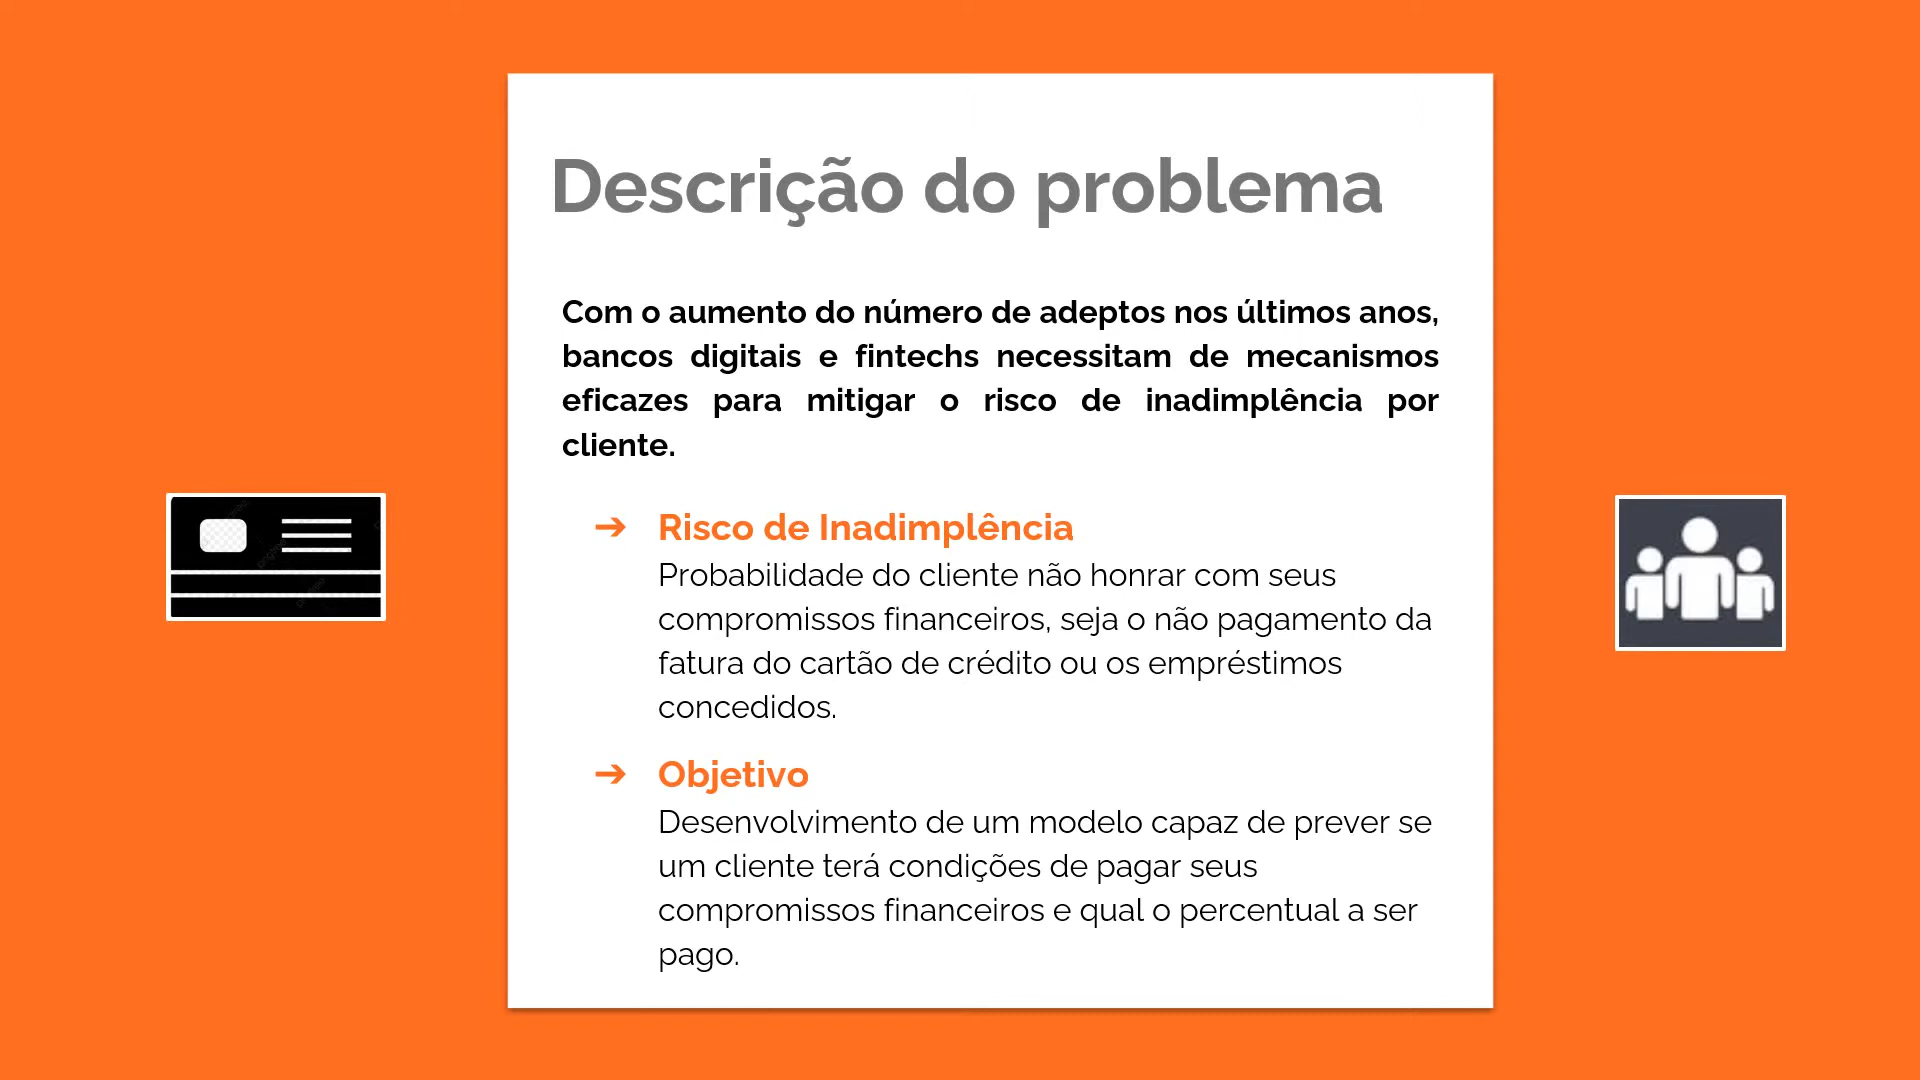 Descrição do problema
Com o aumento do número de adeptos nos últimos anos,
bancos digitais e fintechs necessitam de mecanismos
eficazes para mitigar o risco de inadimplência por
cliente.
➔ Risco de Inadimplência
Probabilidade do cliente não honrar com seus
compromissos financeiros, seja o não pagamento da
fatura do cartão de crédito ou os empréstimos
concedidos.
➔ Objetivo
Desenvolvimento de um modelo capaz de prever se
um cliente terá condições de pagar seus
compromissos financeiros e qual o percentual a ser
pago.